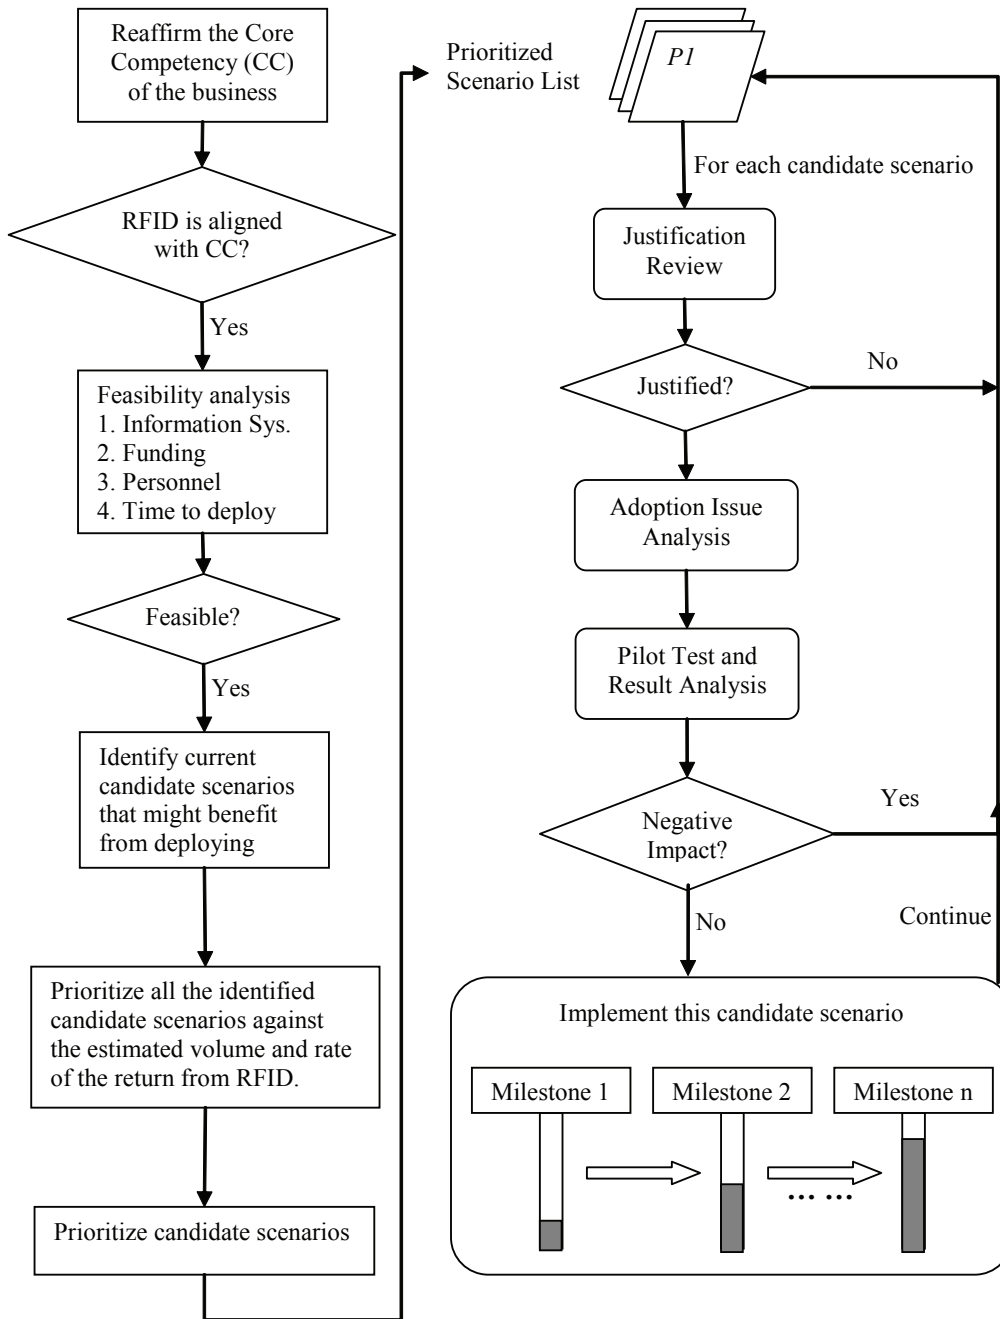 Reaffirm the Core
Competency (CC)
of the business
RFID is aligned
with CC?
Yes
Feasibility analysis
1. Information Sys.
2. Funding
3. Personnel
4. Time to deploy
Feasible?
Yes
Identify current
candidate scenarios
that might benefit
from deploying
Prioritize all the identified
candidate scenarios against
the estimated volume and rate
of the return from RFID.
Prioritize candidate scenarios
Prioritized
Scenario List
P1
For each candidate scenario
Justification
Review
Justified?
No
Adoption Issue
Analysis
Pilot Test and
Result Analysis
Negative
Impact?
Yes
No
Continue
Implement this candidate scenario
Milestone 1
Milestone 2
Milestone n
... ...